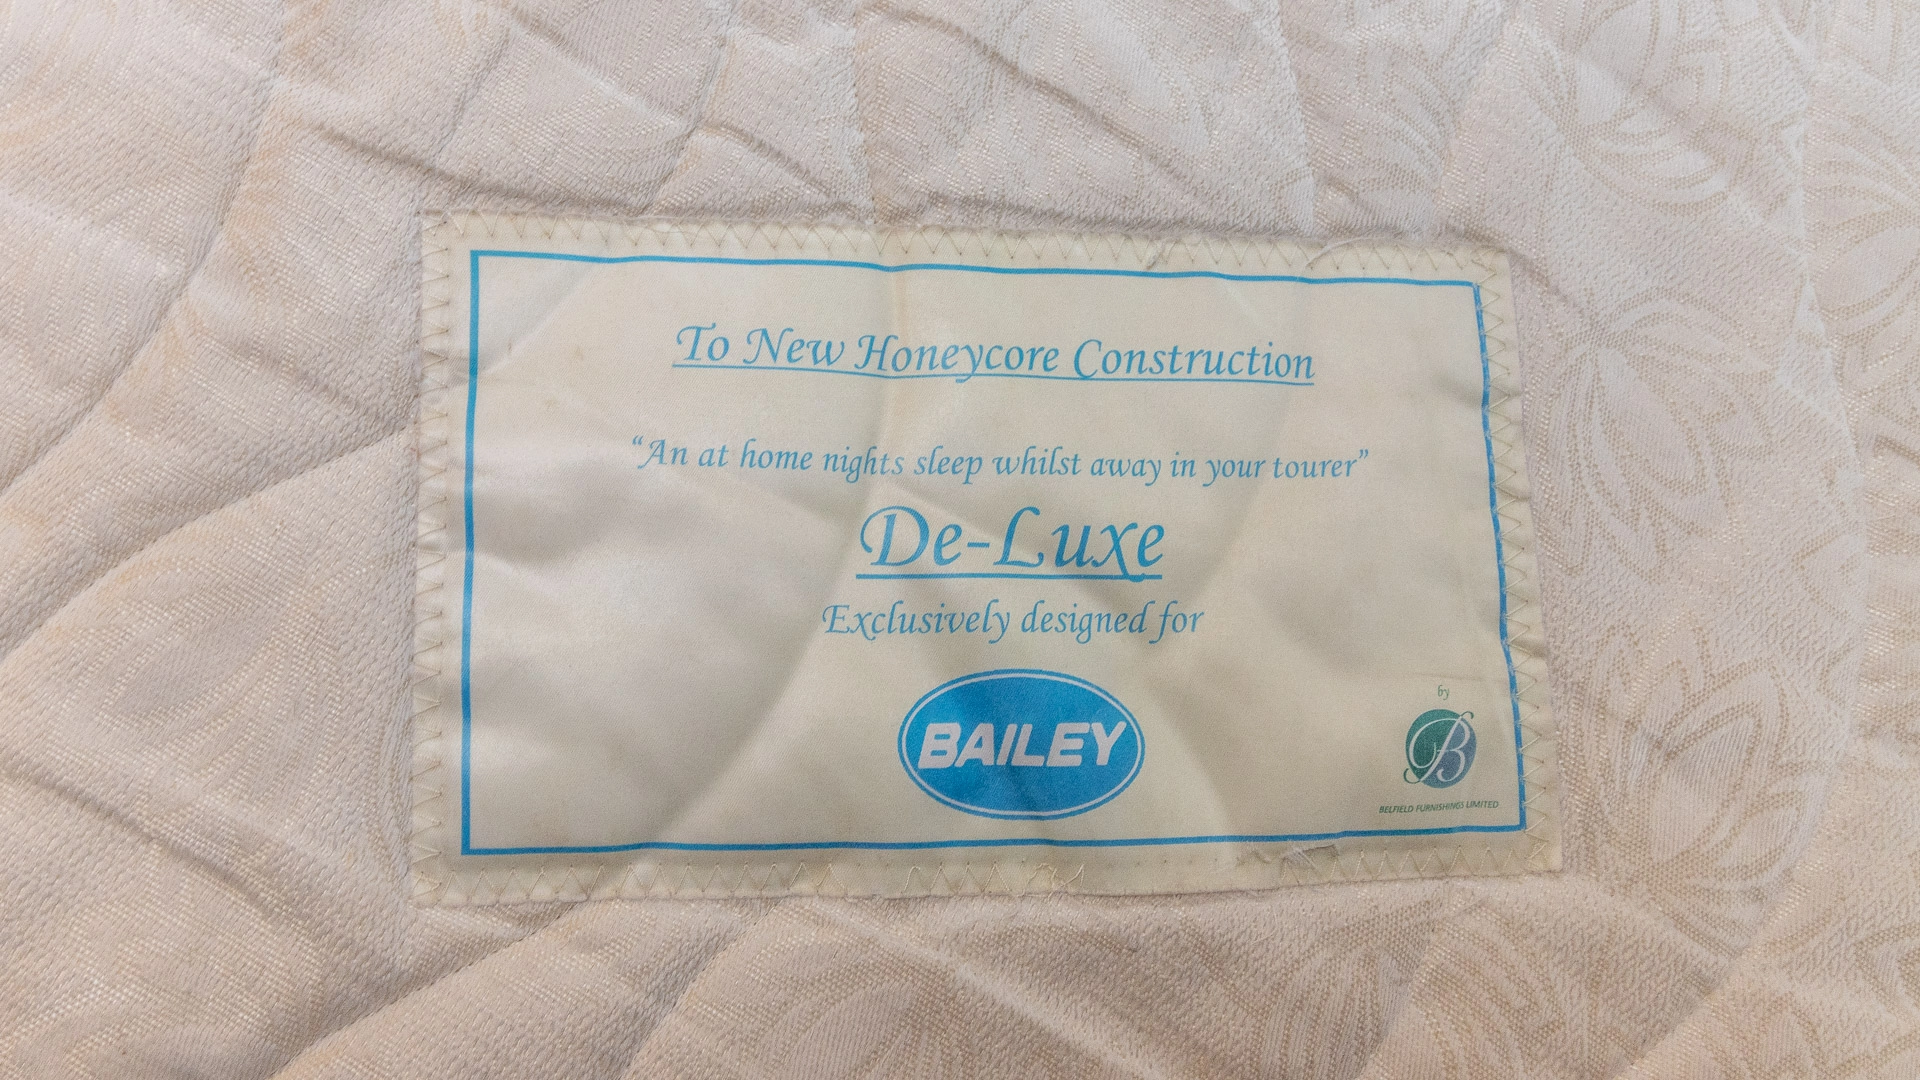 To New Honeycore Construction
“An at home nights sleep whilst away in your tourer”
De-Luxe
Exclusively designed for
BAILEY
by
B
BELFIELD FURNISHINGS LIMITED